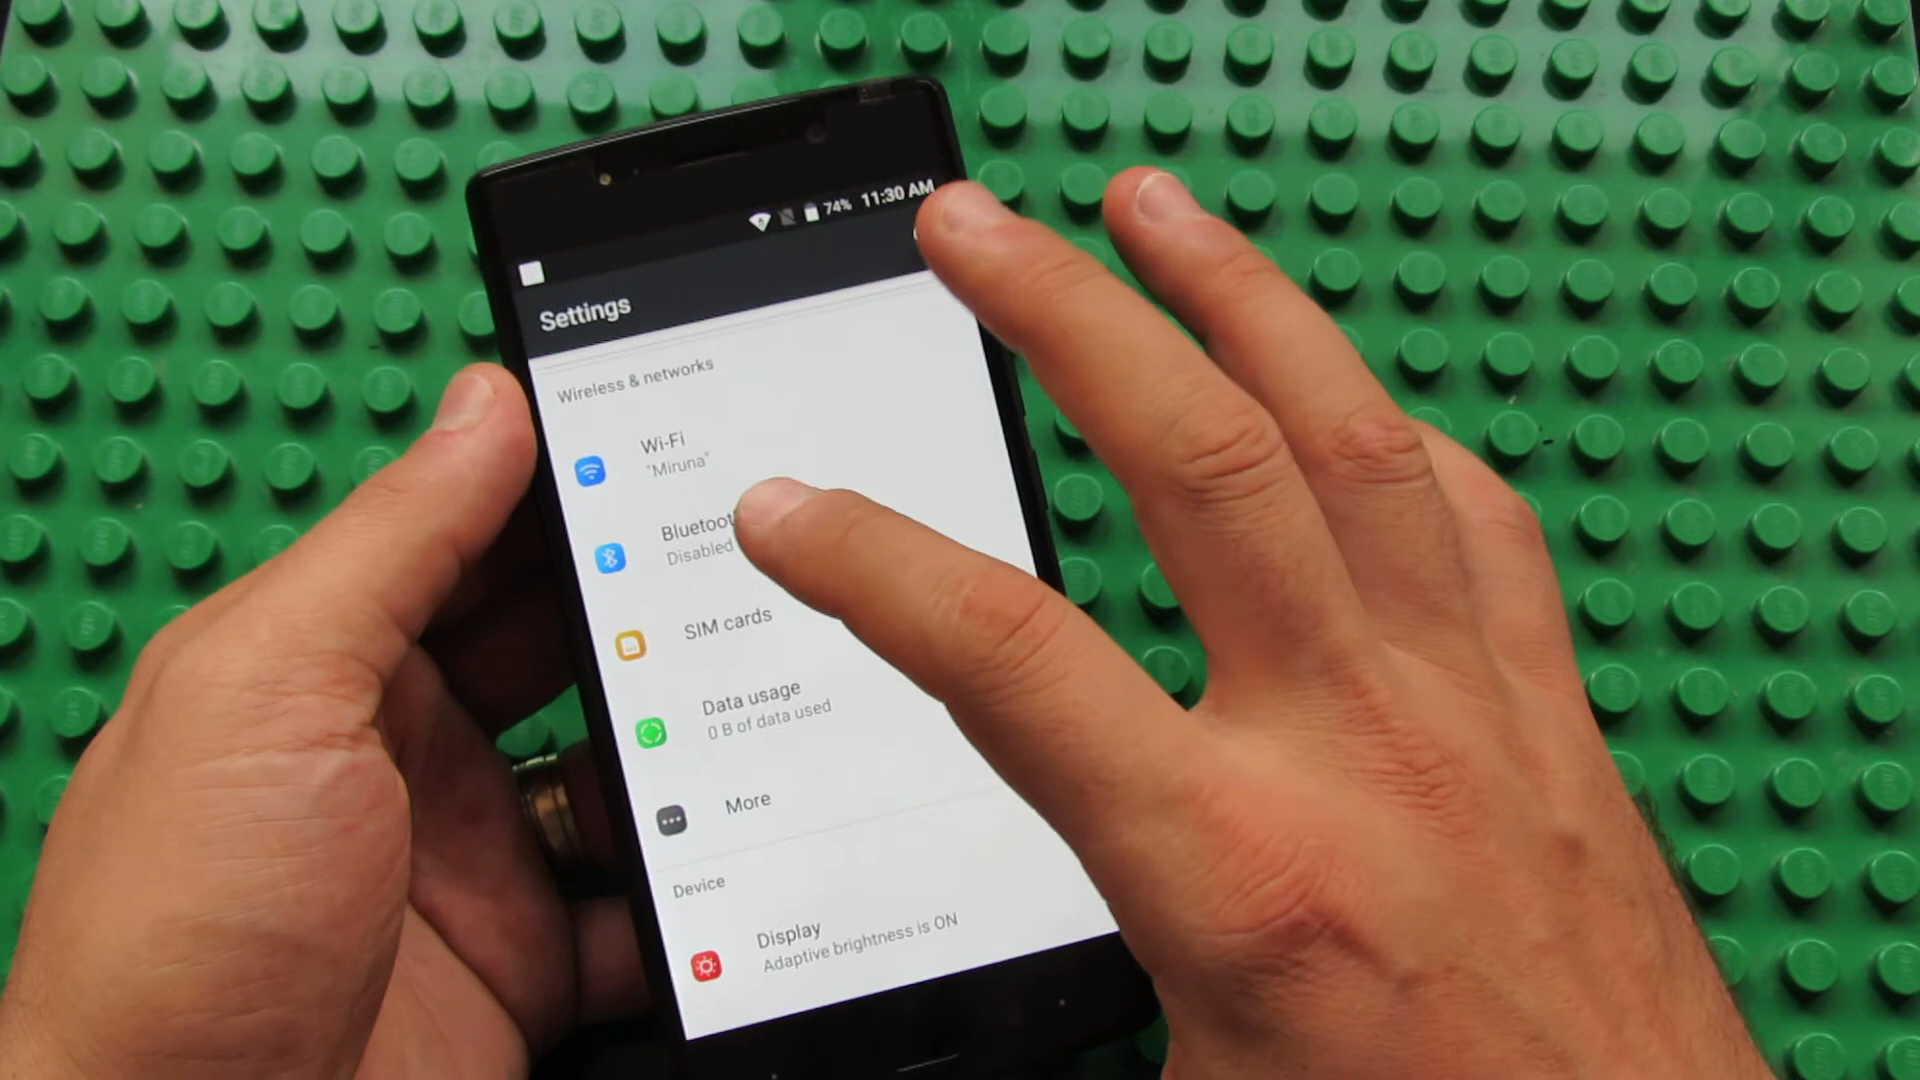 74% 11:30 AM
Settings
Wireless & networks
Wi-Fi
"Miruna"
Bluetoot
Disabled
SIM cards
Data usage
0 B of data used
More
Device
Display
Adaptive brightness is ON